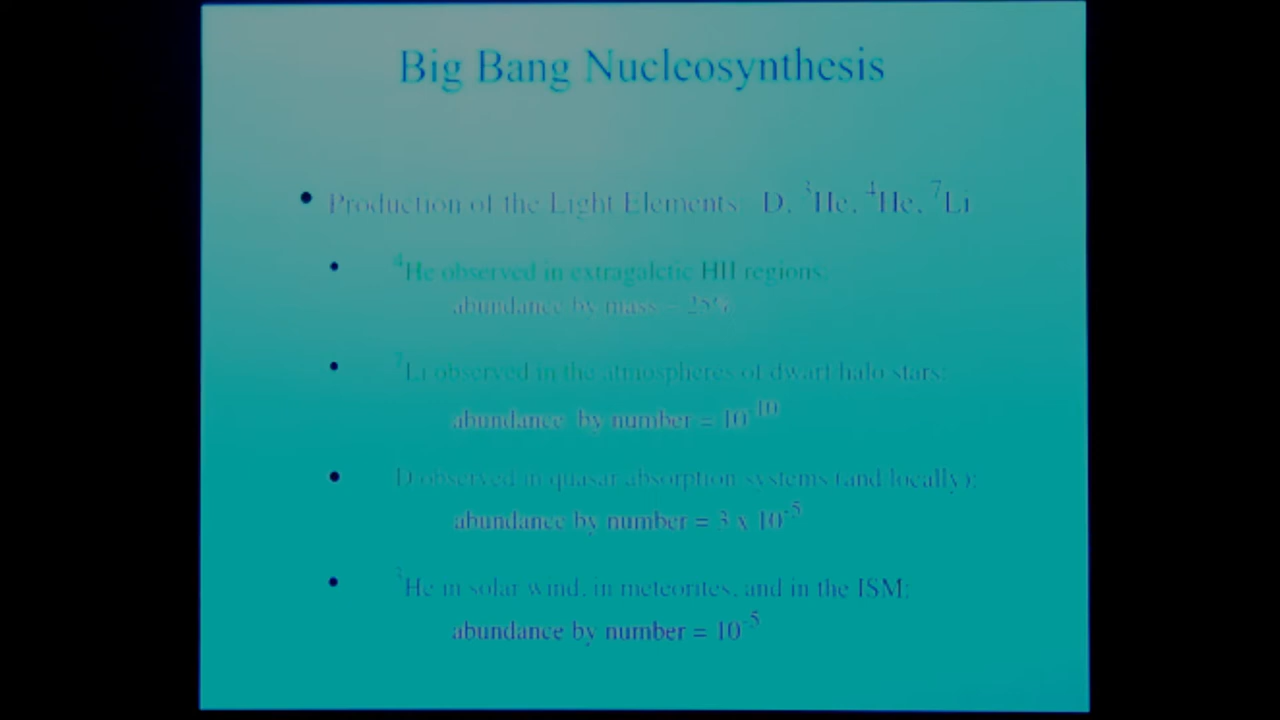 Big Bang Nucleosynthesis
• Production of the Light Elements: D, ³He, ⁴He, ⁷Li
• ⁴He observed in extragalctic HII regions:
abundance by mass = 25%
• ⁷Li observed in the atmospheres of dwarf halo stars:
abundance by number = 10⁻¹⁰
• D observed in quasar absorption systems (and locally):
abundance by number = 3 x 10⁻⁵
• ³He in solar wind, in meteorites, and in the ISM:
abundance by number = 10⁻⁵